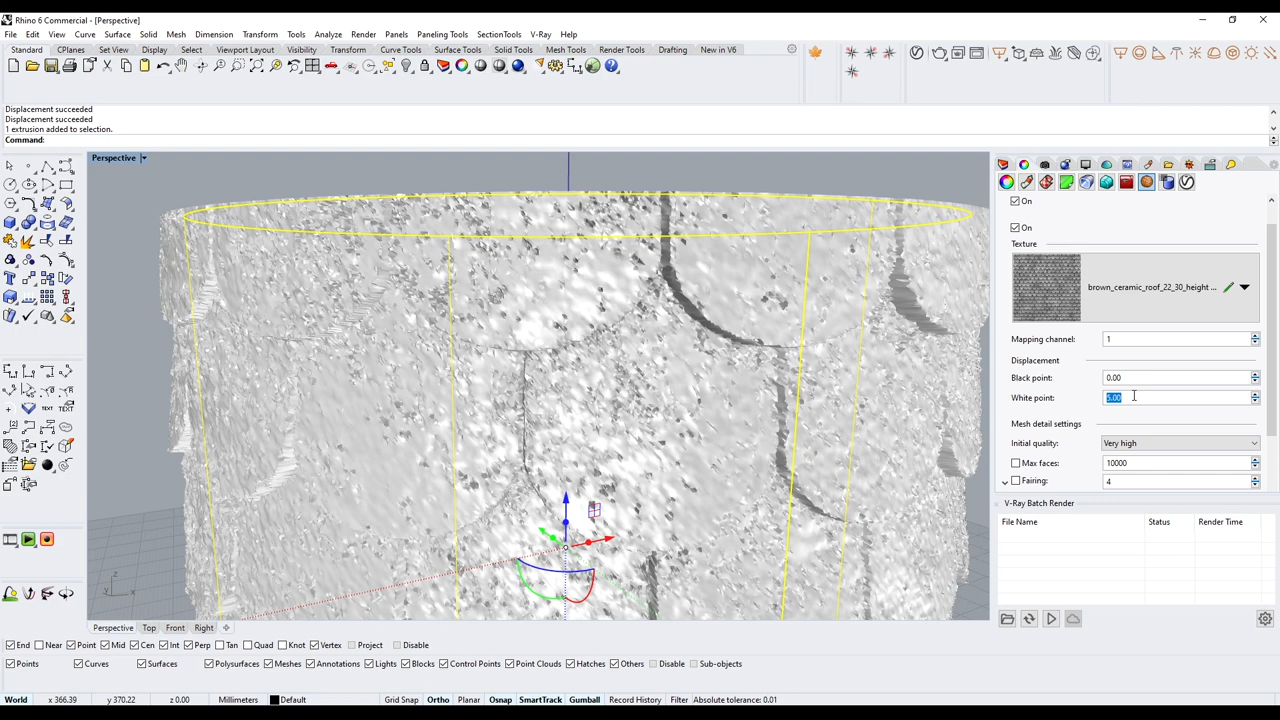 Rhino 6 Commercial - [Perspective]
File Edit View Curve Surface Solid Mesh Dimension Transform Tools Analyze Render Panels Paneling Tools SectionTools V-Ray Help
Standard CPlanes Set View Display Select Viewport Layout Visibility Transform Curve Tools Surface Tools Solid Tools Mesh Tools Render Tools Drafting New in V6
Displacement succeeded
Displacement succeeded
1 extrusion added to selection.
Command:
Perspective
On
On
Texture
brown_ceramic_roof_22_30_height ...
Mapping channel: 1
Displacement
Black point: 0.00
White point: 5.00
Mesh detail settings
Initial quality: Very high
Max faces: 10000
Fairing: 4
V-Ray Batch Render
File Name Status Render Time
TEXT TEXT
z
y x
Perspective Top Front Right
End Near Point Mid Cen Int Perp Tan Quad Knot Vertex Project Disable
Points Curves Surfaces Polysurfaces Meshes Annotations Lights Blocks Control Points Point Clouds Hatches Others Disable Sub-objects
World x 366.39 y 370.22 z 0.00 Millimeters Default Grid Snap Ortho Planar Osnap SmartTrack Gumball Record History Filter Absolute tolerance: 0.01